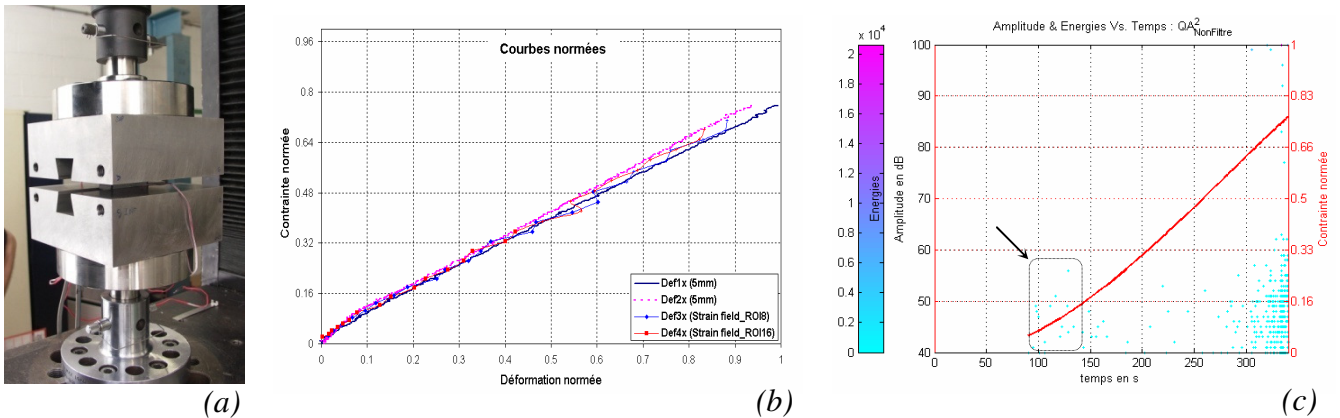 (a)
Courbes normées
Contrainte normée
0.96
0.8
0.64
0.48
0.32
0.16
0
0 0.1 0.2 0.3 0.4 0.5 0.6 0.7 0.8 0.9 1
Déformation normée
Def1x (5mm)
Def2x (5mm)
Def3x (Strain field_ROI8)
Def4x (Strain field_ROI16)
(b)
Amplitude & Energies Vs. Temps : QA²NonFiltre
x 10⁴
2
1.8
1.6
1.4
1.2
1
0.8
0.6
0.4
0.2
0
Energies
Amplitude en dB
100
90
80
70
60
50
40
0 50 100 150 200 250 300
temps en s
1
0.83
0.66
0.5
0.33
0.16
0
Contrainte normée
(c)